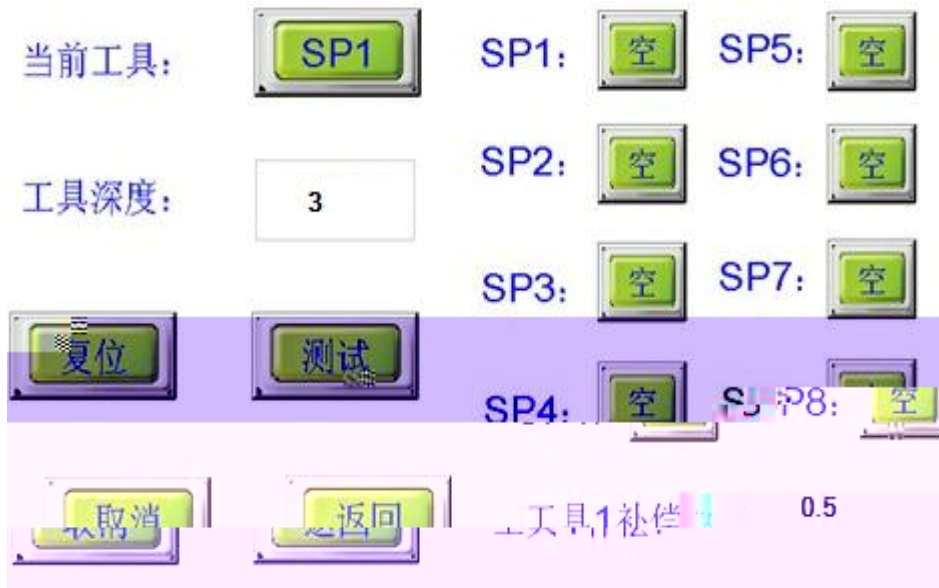 当前工具: SP1 SP1: 空 SP5: 空
工具深度: 3 SP2: 空 SP6: 空
SP3: 空 SP7: 空
复位 测试 SP4: 空 SP8: 空
取消 返回 工具1补偿 0.5